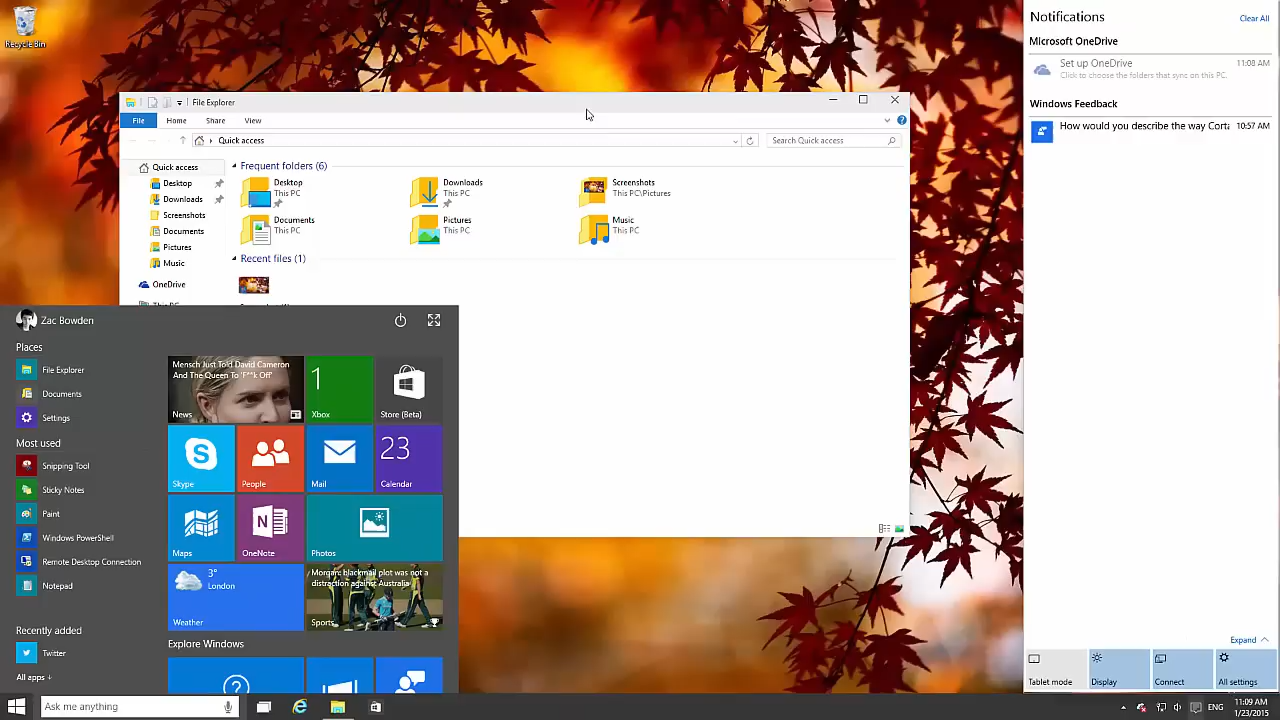 Recycle Bin
File Explorer
File
Home
Share
View
Quick access
Search Quick access
Quick access
Desktop
Downloads
Screenshots
Documents
Pictures
Music
OneDrive
Frequent folders (6)
Desktop
This PC
Downloads
This PC
Screenshots
This PC\Pictures
Documents
This PC
Pictures
This PC
Music
This PC
Recent files (1)
Zac Bowden
Places
File Explorer
Documents
Settings
Most used
Snipping Tool
Sticky Notes
Paint
Windows PowerShell
Remote Desktop Connection
Notepad
Recently added
Twitter
All apps
Mensch Just Told David Cameron
And The Queen To 'F**k Off'
News
1
Xbox
Store (Beta)
Skype
People
Mail
23
Calendar
Maps
OneNote
Photos
3°
London
Weather
Morgan: blackmail plot was not a
distraction against Australia
Sports
Explore Windows
Notifications
Clear All
Microsoft OneDrive
Set up OneDrive
11:08 AM
Click to choose the folders that sync on this PC.
Windows Feedback
How would you describe the way Corta
10:57 AM
Expand
Tablet mode
Display
Connect
All settings
Ask me anything
ENG
11:09 AM
1/23/2015